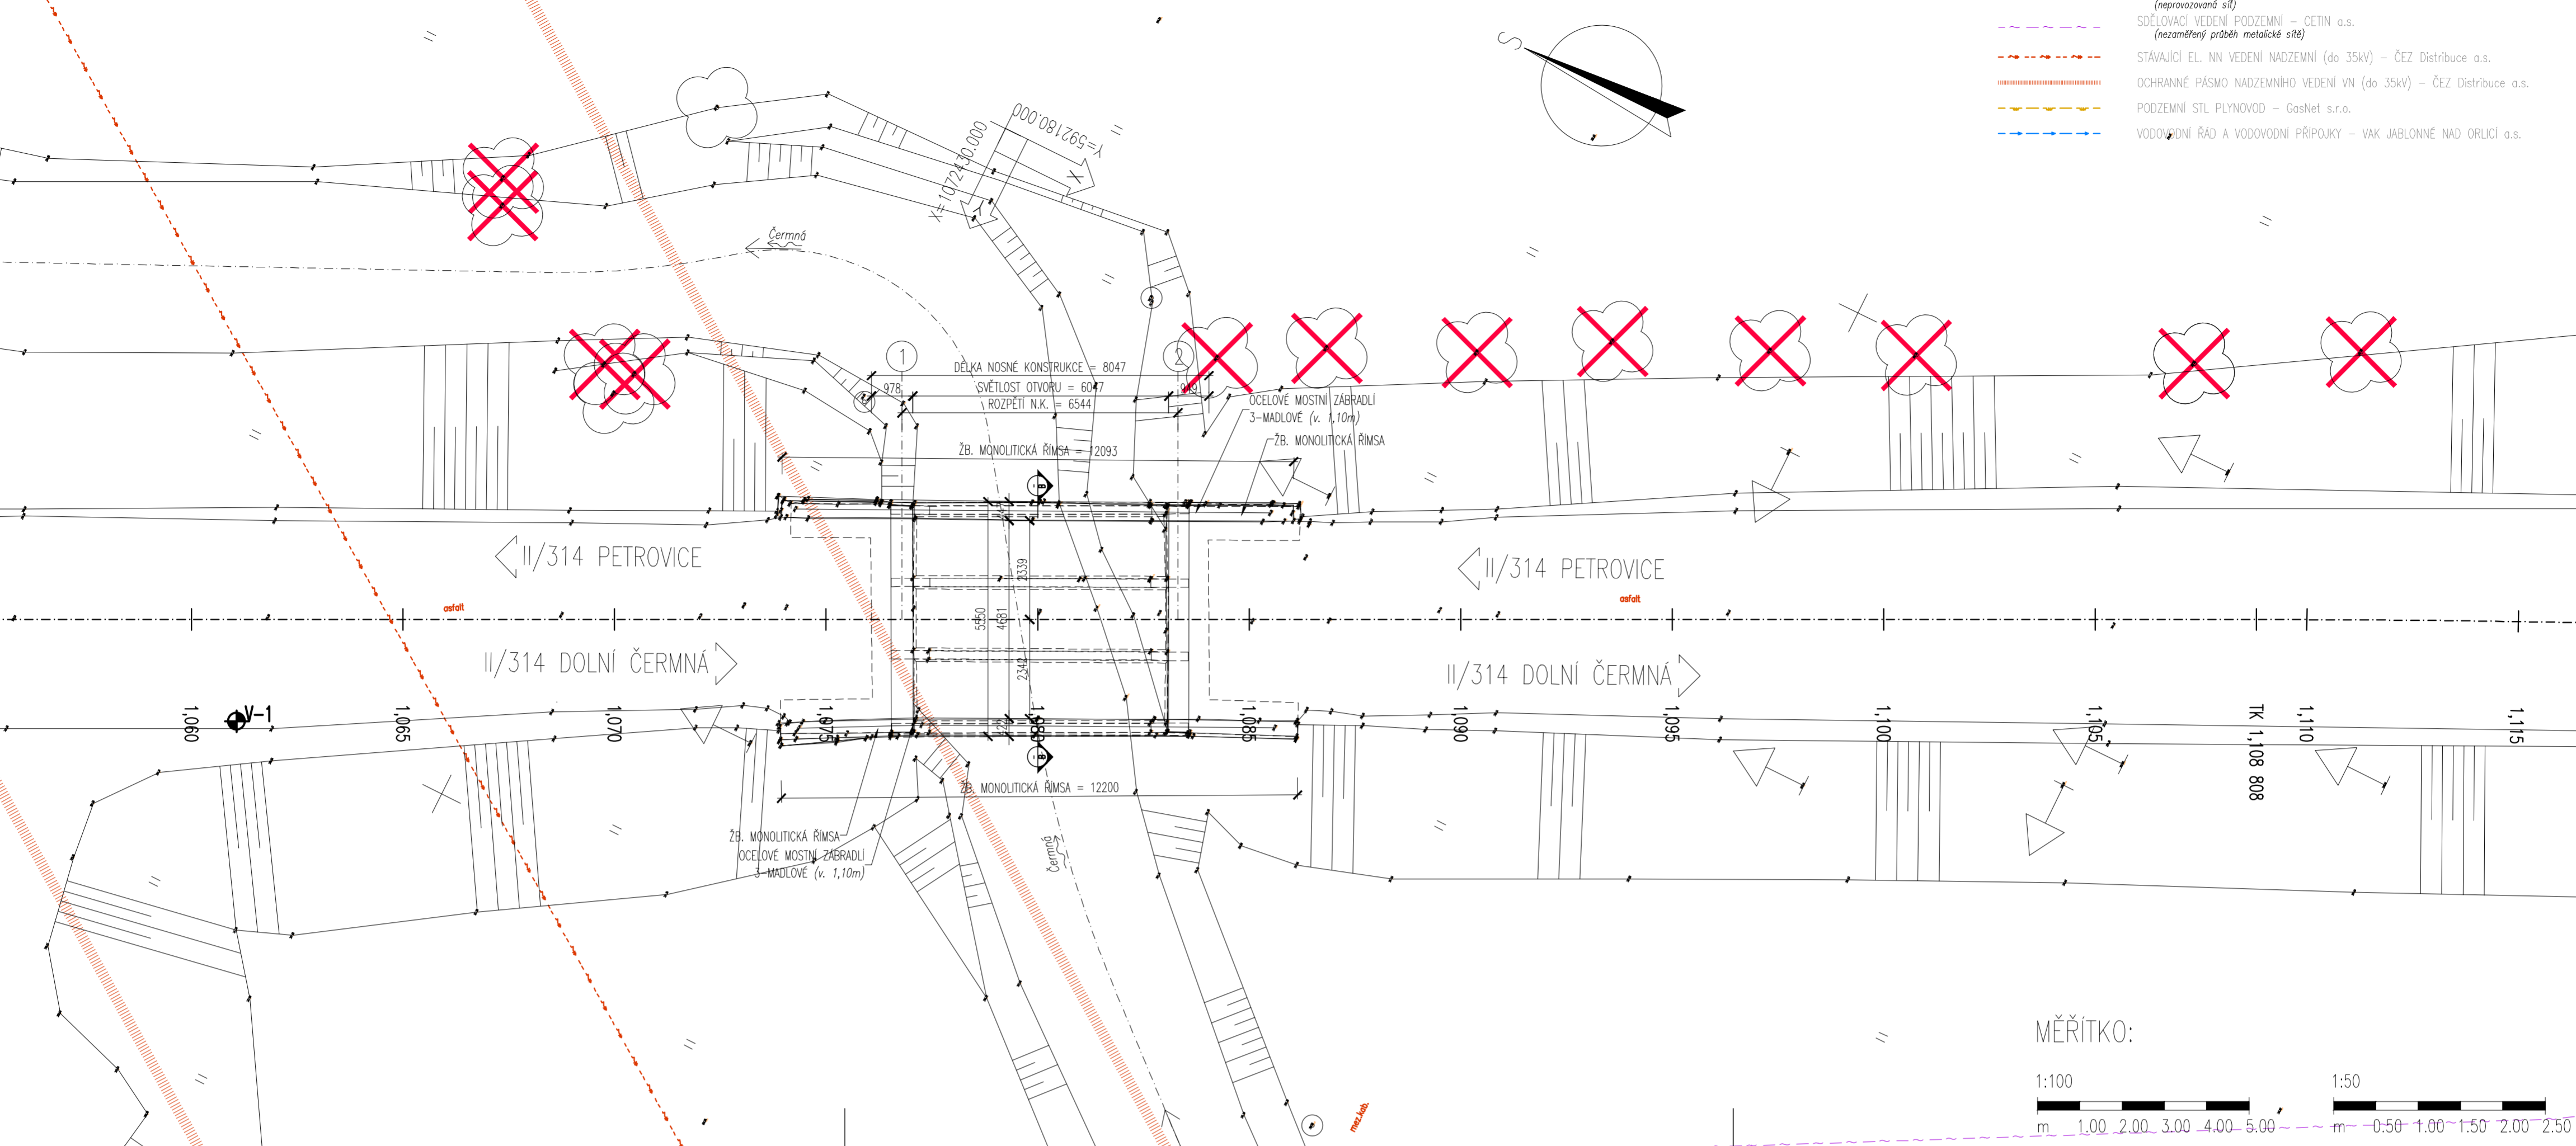 (neprovozovaná síť)
SDĚLOVACÍ VEDENÍ PODZEMNÍ – CETIN a.s.
(nezaměřený průběh metalické sítě)
STÁVAJÍCÍ EL. NN VEDENÍ NADZEMNÍ (do 35kV) – ČEZ Distribuce a.s.
OCHRANNÉ PÁSMO NADZEMNÍHO VEDENÍ VN (do 35kV) – ČEZ Distribuce a.s.
PODZEMNÍ STL PLYNOVOD – GasNet s.r.o.
VODOVODNÍ ŘÁD A VODOVODNÍ PŘÍPOJKY – VAK JABLONNÉ NAD ORLICÍ a.s.
S
Y=592180.000
X=1072430.000
X
Y
Čermná
1
2
DÉLKA NOSNÉ KONSTRUKCE = 8047
978
SVĚTLOST OTVORU = 6047
ROZPĚTÍ N.K. = 6544
OCELOVÉ MOSTNÍ ZÁBRADLÍ
3-MADLOVÉ (v. 1,10m)
ŽB. MONOLITICKÁ ŘÍMSA
ŽB. MONOLITICKÁ ŘÍMSA = 12093
II/314 PETROVICE
II/314 PETROVICE
2339
5550
4681
2342
asfalt
asfalt
II/314 DOLNÍ ČERMNÁ
II/314 DOLNÍ ČERMNÁ
V-1
1,060
1,065
1,070
1,075
1,080
1,085
1,090
1,095
1,100
1,105
TK 1,108 808
1,110
1,115
ŽB. MONOLITICKÁ ŘÍMSA = 12200
ŽB. MONOLITICKÁ ŘÍMSA
OCELOVÉ MOSTNÍ ZÁBRADLÍ
3-MADLOVÉ (v. 1,10m)
Čermná
mez.kab.
MĚŘÍTKO:
1:100
m 1.00 2.00 3.00 4.00 5.00
1:50
m 0.50 1.00 1.50 2.00 2.50